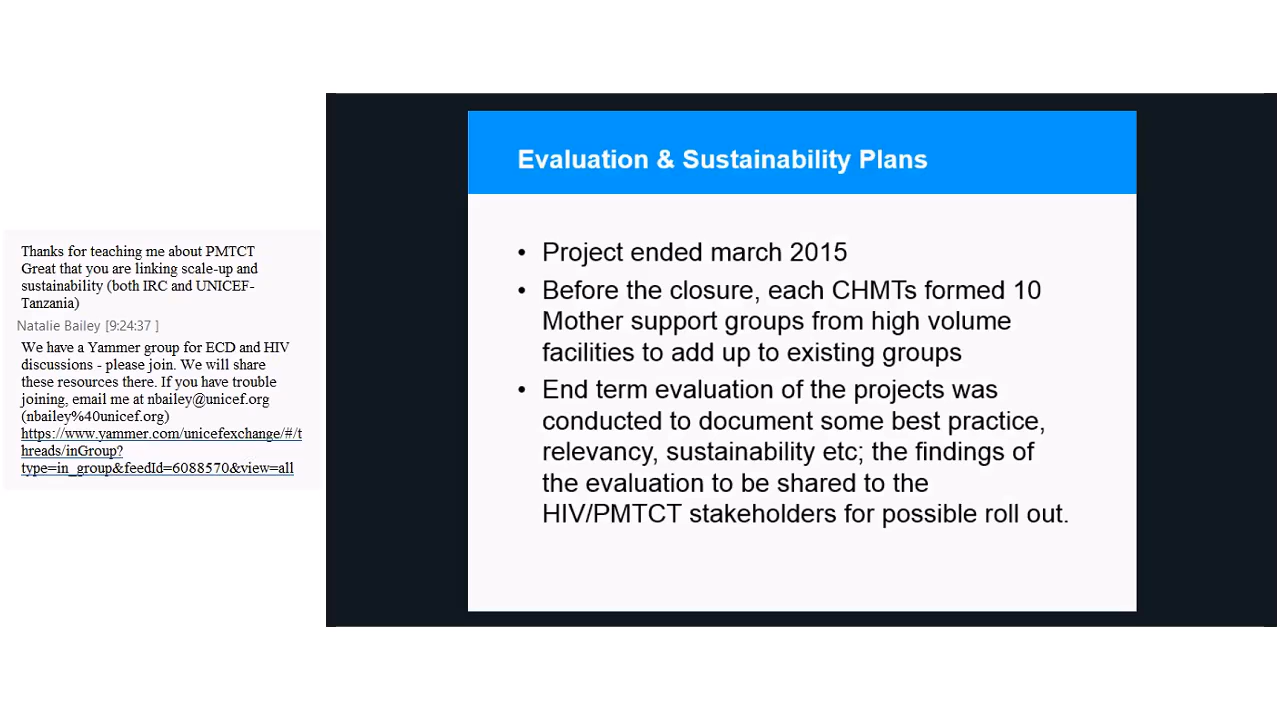 Thanks for teaching me about PMTCT
Great that you are linking scale-up and
sustainability (both IRC and UNICEF-
Tanzania)
Natalie Bailey [9:24:37 ]
We have a Yammer group for ECD and HIV
discussions - please join. We will share
these resources there. If you have trouble
joining, email me at nbailey@unicef.org
(nbailey%40unicef.org)
https://www.yammer.com/unicefexchange/#/t
hreads/inGroup?
type=in_group&feedId=6088570&view=all
Evaluation & Sustainability Plans
• Project ended march 2015
• Before the closure, each CHMTs formed 10
Mother support groups from high volume
facilities to add up to existing groups
• End term evaluation of the projects was
conducted to document some best practice,
relevancy, sustainability etc; the findings of
the evaluation to be shared to the
HIV/PMTCT stakeholders for possible roll out.